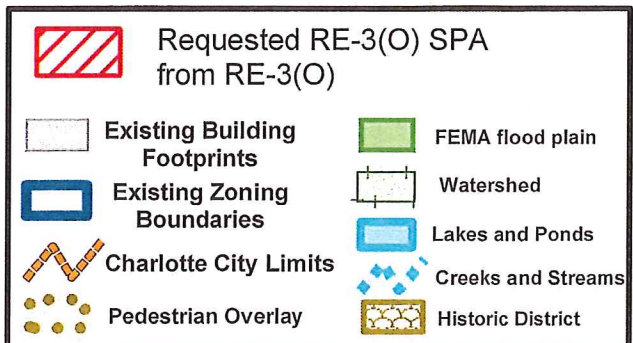 Requested RE-3(O) SPA
from RE-3(O)
Existing Building
Footprints
Existing Zoning
Boundaries
Charlotte City Limits
Pedestrian Overlay
FEMA flood plain
Watershed
Lakes and Ponds
Creeks and Streams
Historic District